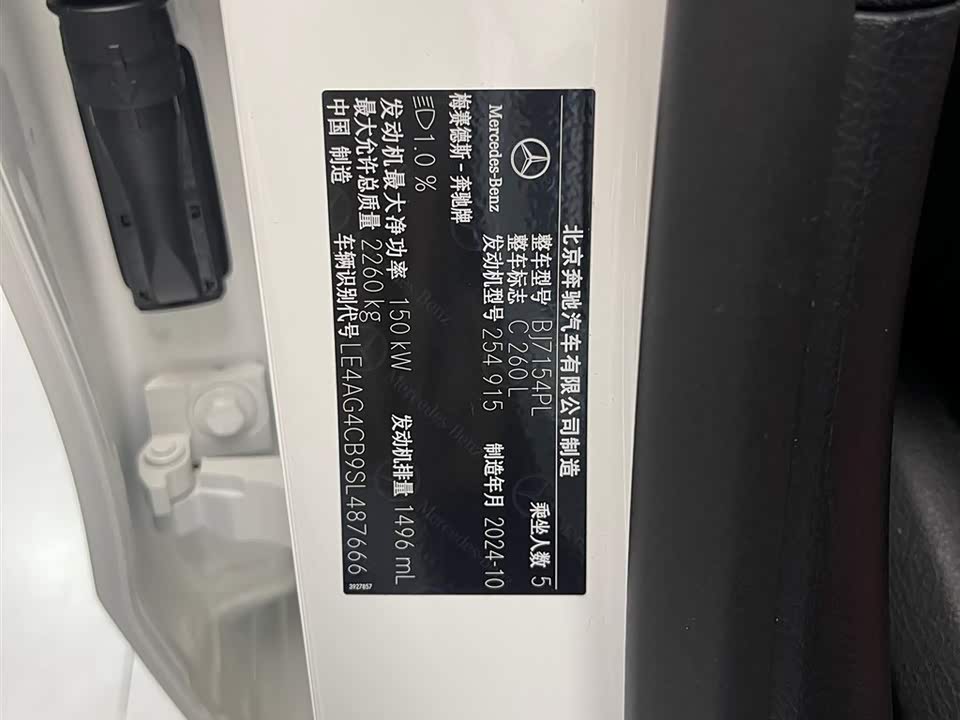 北京奔驰汽车有限公司制造
Mercedes-Benz
整车型号 BJ7154PL 乘坐人数 5
整车标志 C 260 L
梅赛德斯-奔驰牌 发动机型号 254 915 制造年月 2024-10
1.0 %
发动机最大净功率 150 kW 发动机排量 1496 mL
最大允许总质量 2260 kg
中国 制造 车辆识别代号 LE4AG4CB9SL487666
3927857